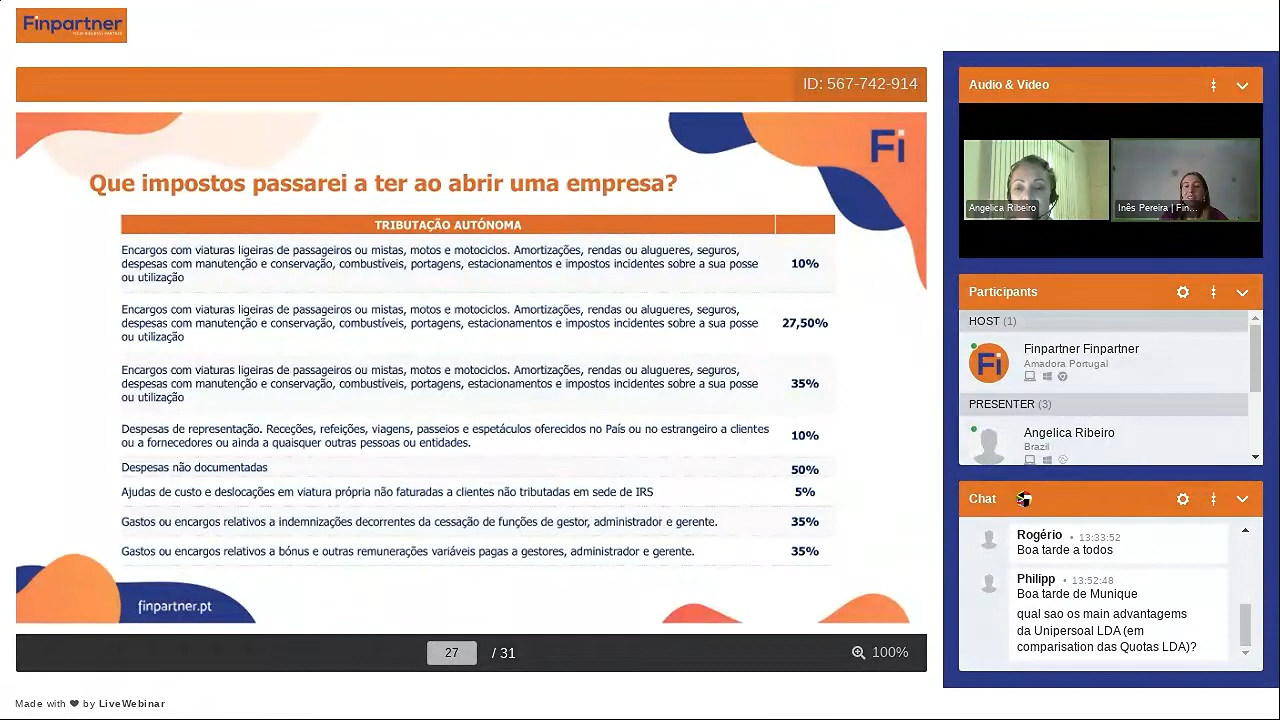 Finpartner
YOUR BUSINESS PARTNER
ID: 567-742-914
Fi
Que impostos passarei a ter ao abrir uma empresa?
TRIBUTAÇÃO AUTÓNOMA
Encargos com viaturas ligeiras de passageiros ou mistas, motos e motociclos. Amortizações, rendas ou alugueres, seguros,
despesas com manutenção e conservação, combustíveis, portagens, estacionamentos e impostos incidentes sobre a sua posse
ou utilização
10%
Encargos com viaturas ligeiras de passageiros ou mistas, motos e motociclos. Amortizações, rendas ou alugueres, seguros,
despesas com manutenção e conservação, combustíveis, portagens, estacionamentos e impostos incidentes sobre a sua posse
ou utilização
27,50%
Encargos com viaturas ligeiras de passageiros ou mistas, motos e motociclos. Amortizações, rendas ou alugueres, seguros,
despesas com manutenção e conservação, combustíveis, portagens, estacionamentos e impostos incidentes sobre a sua posse
ou utilização
35%
Despesas de representação. Receções, refeições, viagens, passeios e espetáculos oferecidos no País ou no estrangeiro a clientes
ou a fornecedores ou ainda a quaisquer outras pessoas ou entidades.
10%
Despesas não documentadas
50%
Ajudas de custo e deslocações em viatura própria não faturadas a clientes não tributadas em sede de IRS
5%
Gastos ou encargos relativos a indemnizações decorrentes da cessação de funções de gestor, administrador e gerente.
35%
Gastos ou encargos relativos a bónus e outras remunerações variáveis pagas a gestores, administrador e gerente.
35%
finpartner.pt
27 / 31
100%
Made with ❤ by LiveWebinar
Audio & Video
Angelica Ribeiro
Inês Pereira | Fin...
Participants
HOST (1)
Fi
Finpartner Finpartner
Amadora Portugal
PRESENTER (3)
Angelica Ribeiro
Brazil
Chat
Rogério • 13:33:52
Boa tarde a todos
Philipp • 13:52:48
Boa tarde de Munique
qual sao os main advantagems
da Unipersoal LDA (em
comparisation das Quotas LDA)?